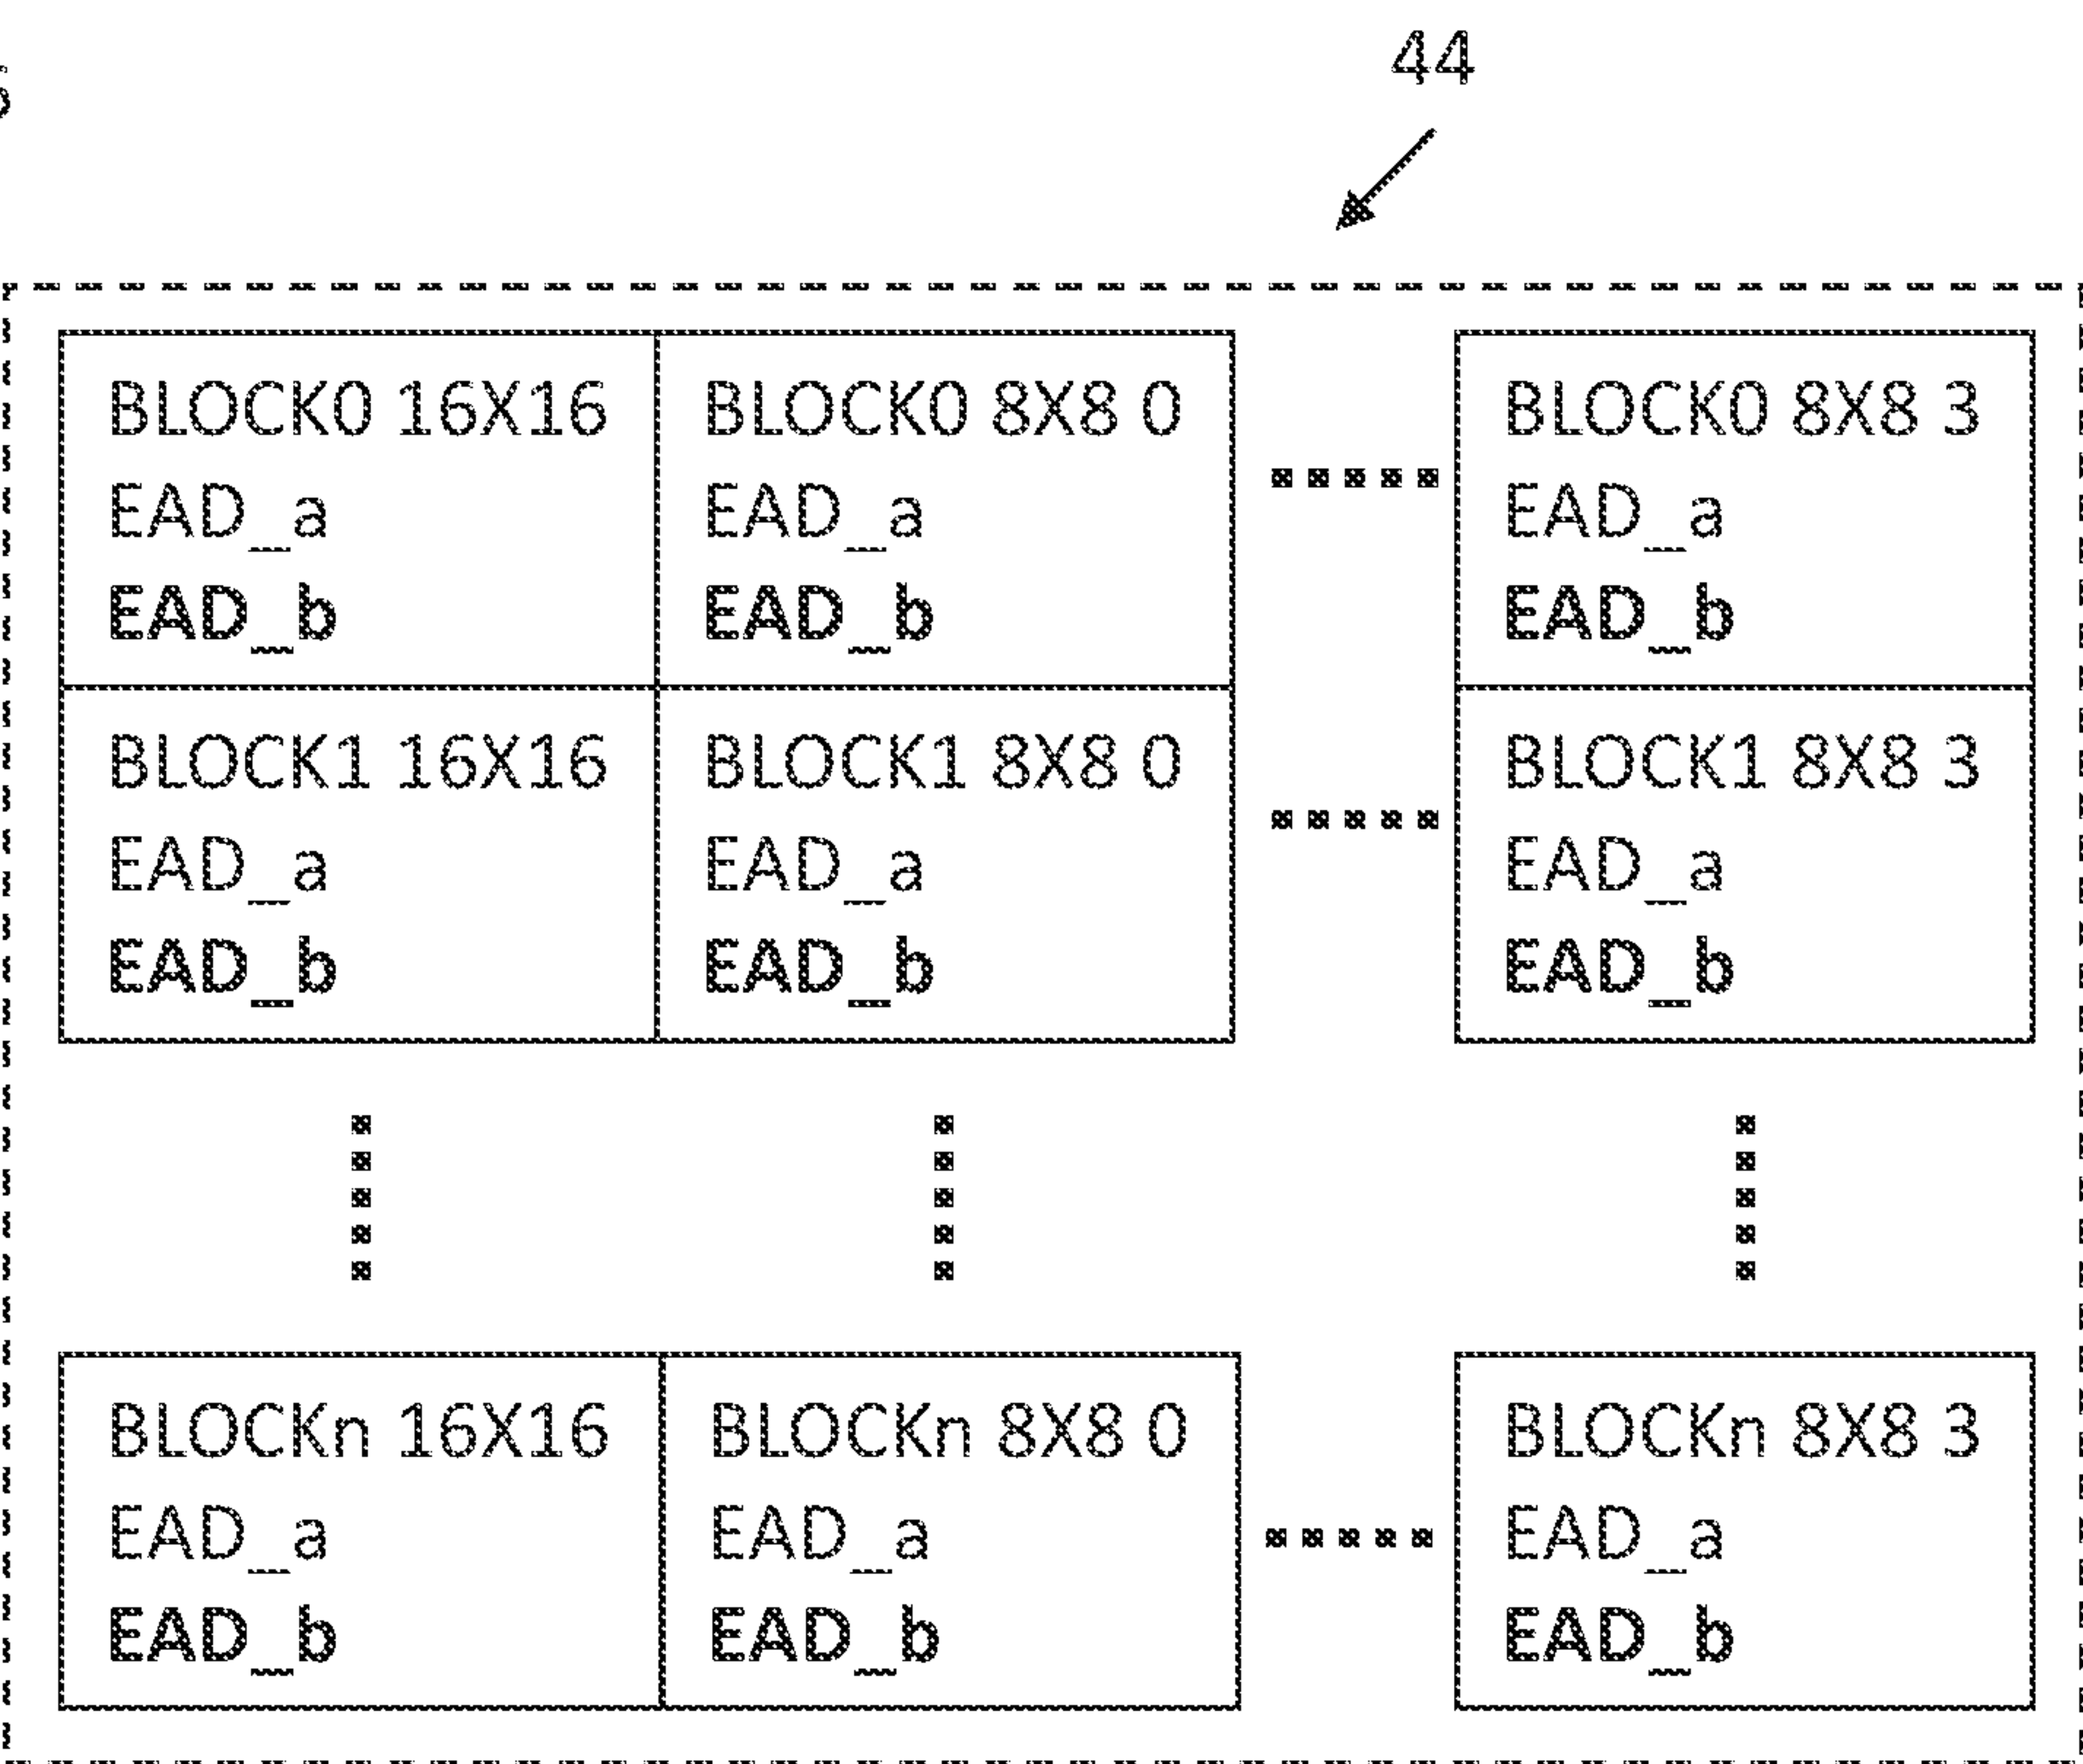 44
BLOCK0 16X16
EAD_a
EAD_b
BLOCK0 8X8 0
EAD_a
EAD_b
BLOCK0 8X8 3
EAD_a
EAD_b
BLOCK1 16X16
EAD_a
EAD_b
BLOCK1 8X8 0
EAD_a
EAD_b
BLOCK1 8X8 3
EAD_a
EAD_b
BLOCKn 16X16
EAD_a
EAD_b
BLOCKn 8X8 0
EAD_a
EAD_b
BLOCKn 8X8 3
EAD_a
EAD_b